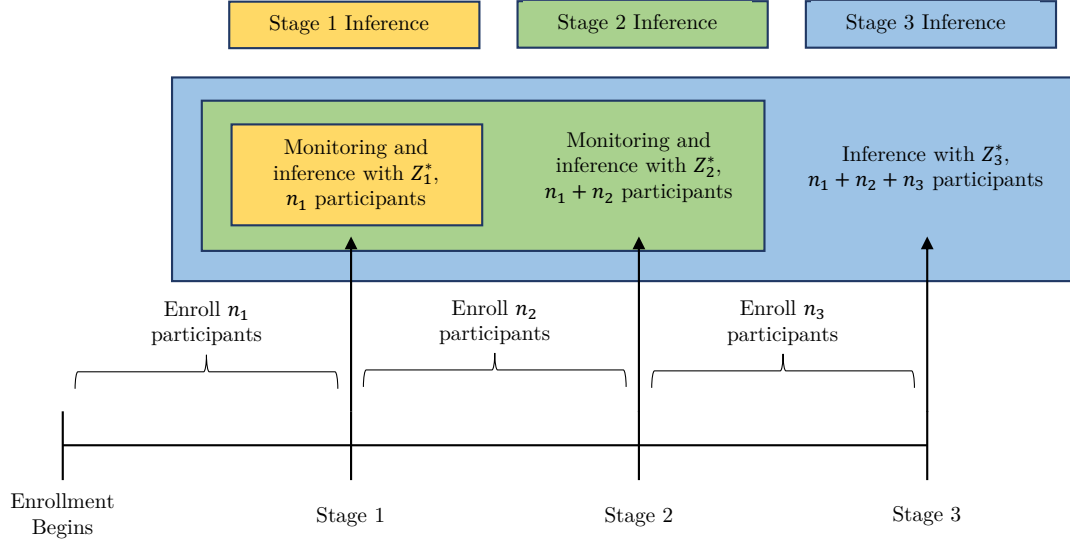 Stage 1 Inference
Stage 2 Inference
Stage 3 Inference
Monitoring and
inference with Z₁*,
n₁ participants
Monitoring and
inference with Z₂*,
n₁ + n₂ participants
Inference with Z₃*,
n₁ + n₂ + n₃ participants
Enroll n₁
participants
Enroll n₂
participants
Enroll n₃
participants
Enrollment
Begins
Stage 1
Stage 2
Stage 3